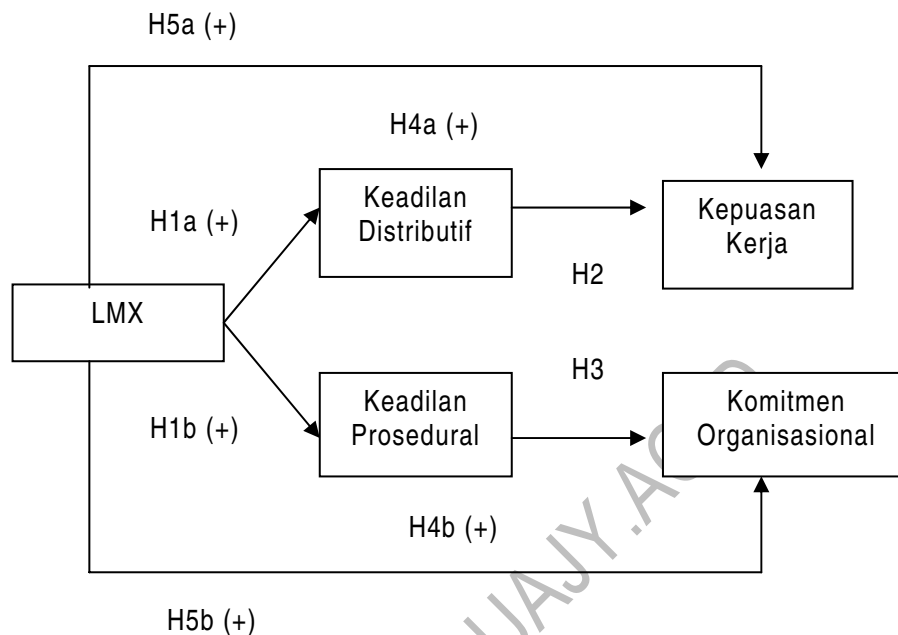 H5a (+)
H4a (+)
Keadilan
Distributif
Kepuasan
Kerja
H1a (+)
H2
LMX
H3
Keadilan
Prosedural
Komitmen
Organisasional
H1b (+)
H4b (+)
H5b (+)